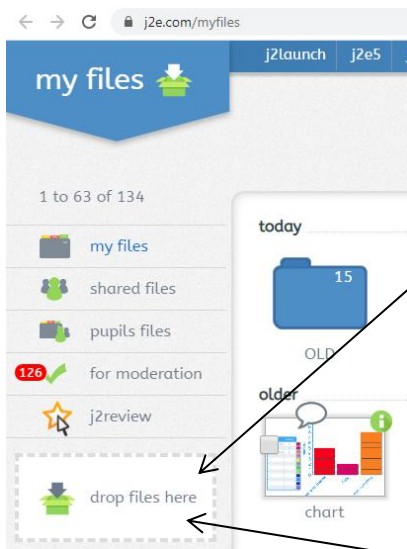 j2e.com/myfiles
my files
j2launch
j2e5
1 to 63 of 134
my files
shared files
pupils files
126
for moderation
j2review
drop files here
today
15
OLD
older
i
chart